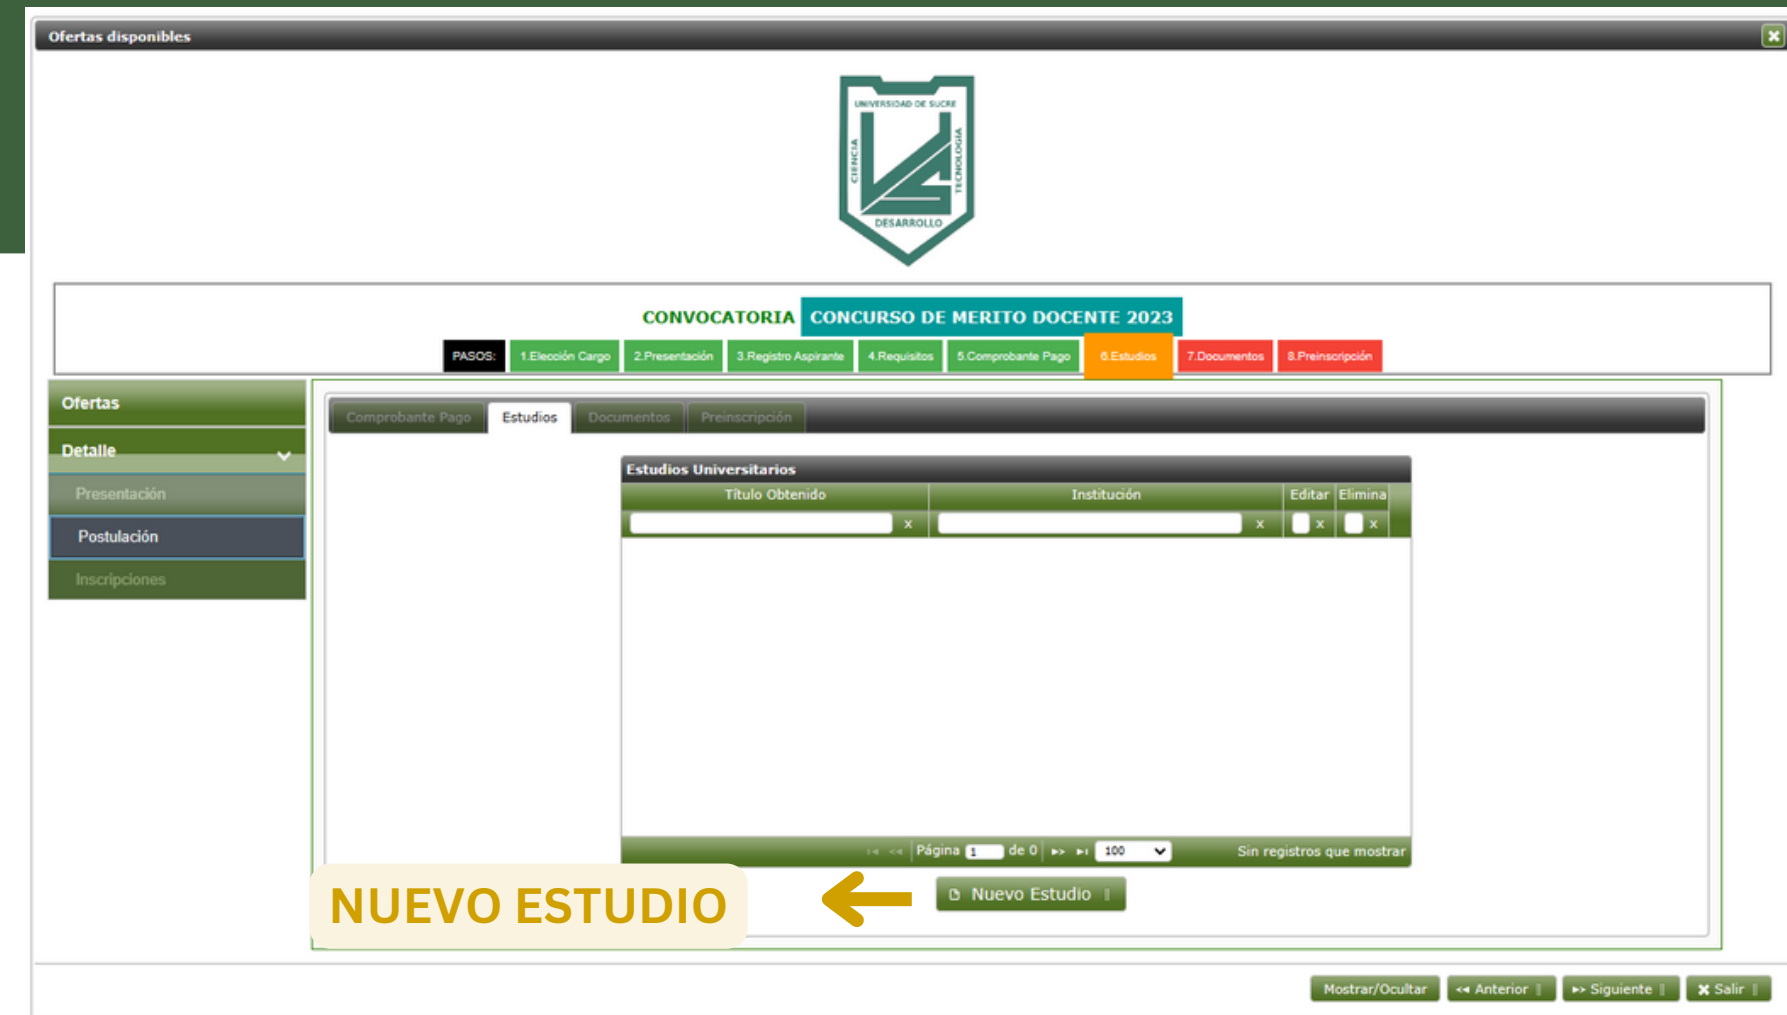 Ofertas disponibles
UNIVERSIDAD DE SUCRE
CIENCIA
TECNOLOGIA
DESARROLLO
CONVOCATORIA CONCURSO DE MERITO DOCENTE 2023
PASOS: 1.Elección Cargo 2.Presentación 3.Registro Aspirante 4.Requisitos 5.Comprobante Pago 6.Estudios 7.Documentos 8.Preinscripción
Ofertas
Detalle
Presentación
Postulación
Inscripciones
Comprobante Pago Estudios Documentos Preinscripción
Estudios Universitarios
Título Obtenido Institución Editar Elimina
x x x x
Página 1 de 0 100 Sin registros que mostrar
NUEVO ESTUDIO
Nuevo Estudio
Mostrar/Ocultar Anterior Siguiente Salir